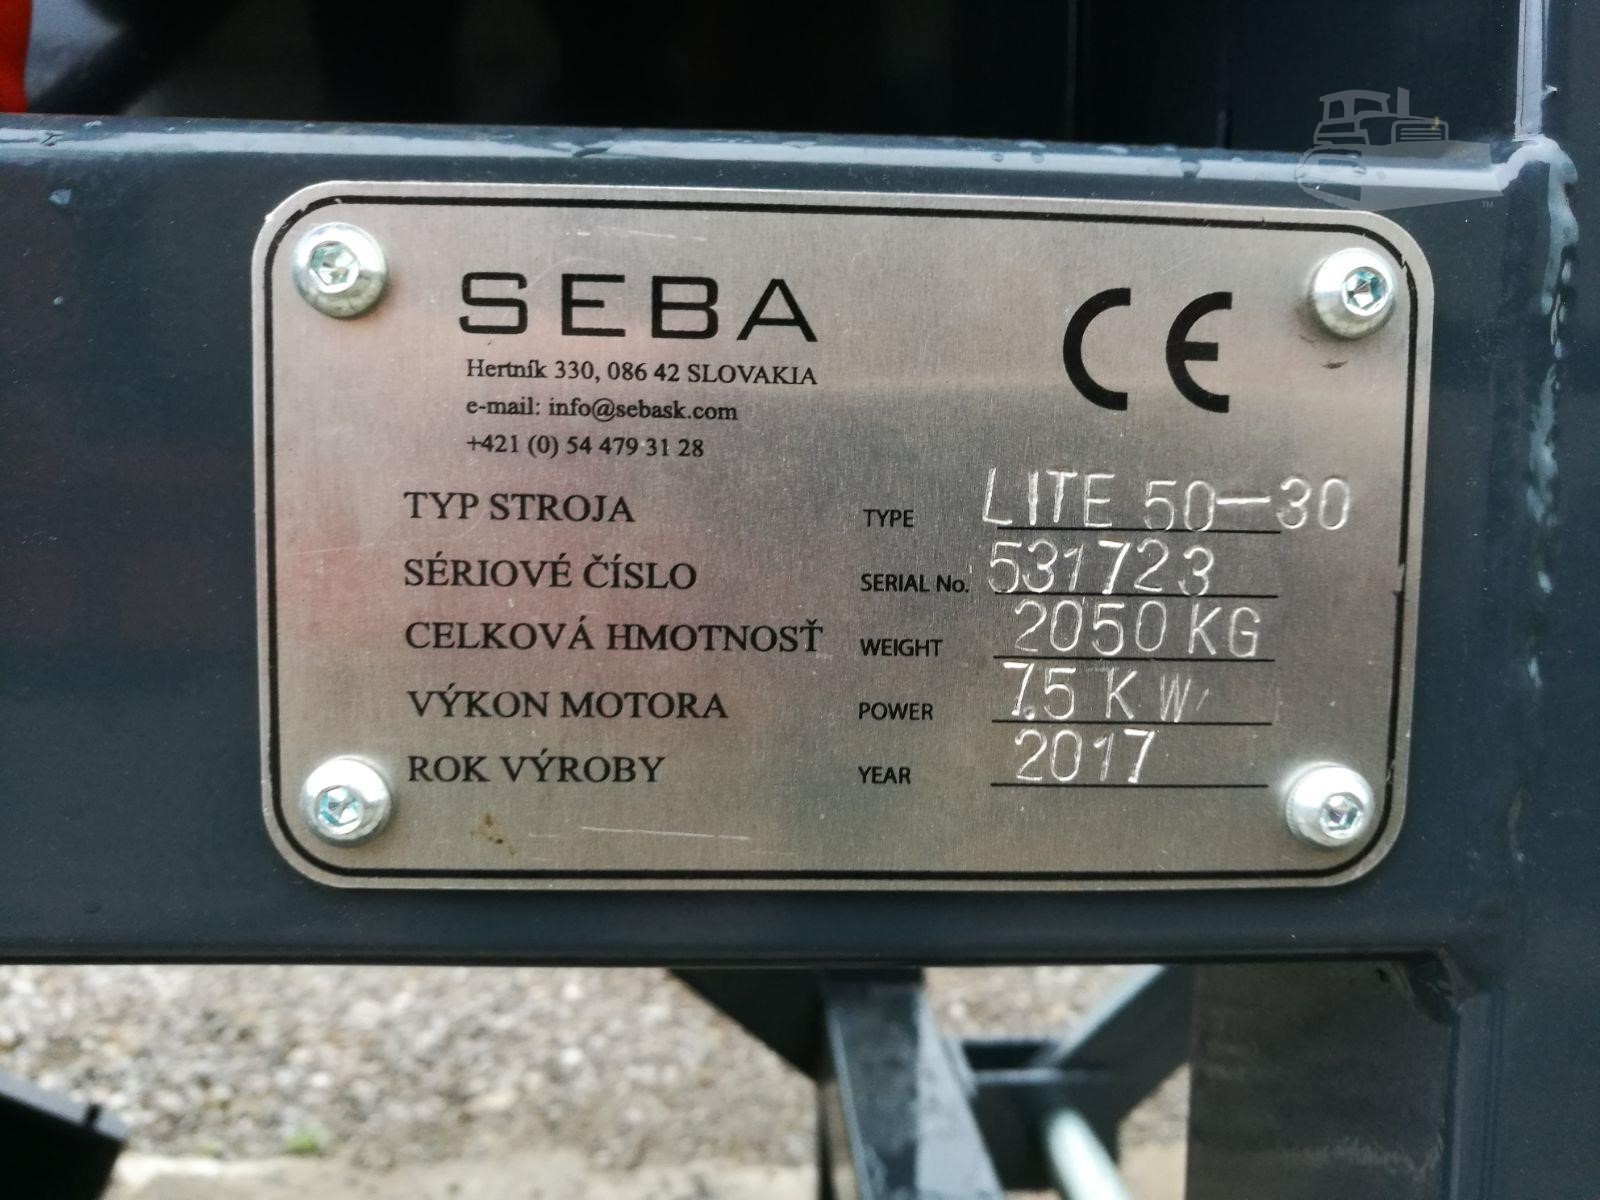 SEBA
CE
Hertník 330, 086 42 SLOVAKIA
e-mail: info@sebask.com
+421 (0) 54 479 31 28
TYP STROJA TYPE LITE 50-30
SÉRIOVÉ ČÍSLO SERIAL No. 531723
CELKOVÁ HMOTNOSŤ WEIGHT 2050 KG
VÝKON MOTORA POWER 7.5 KW
ROK VÝROBY YEAR 2017
TM